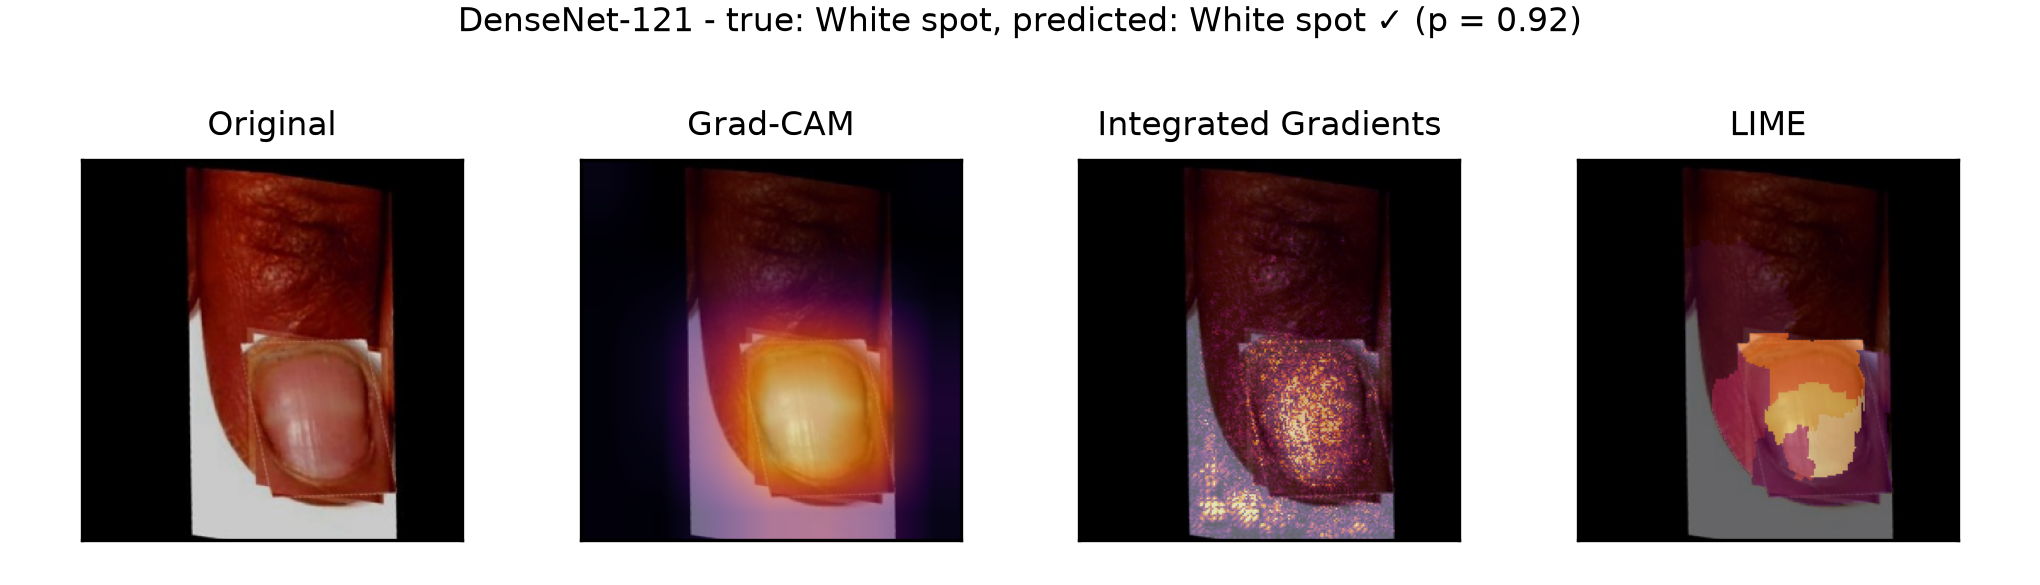 DenseNet-121 - true: White spot, predicted: White spot ✓ (p = 0.92)
Original
Grad-CAM
Integrated Gradients
LIME